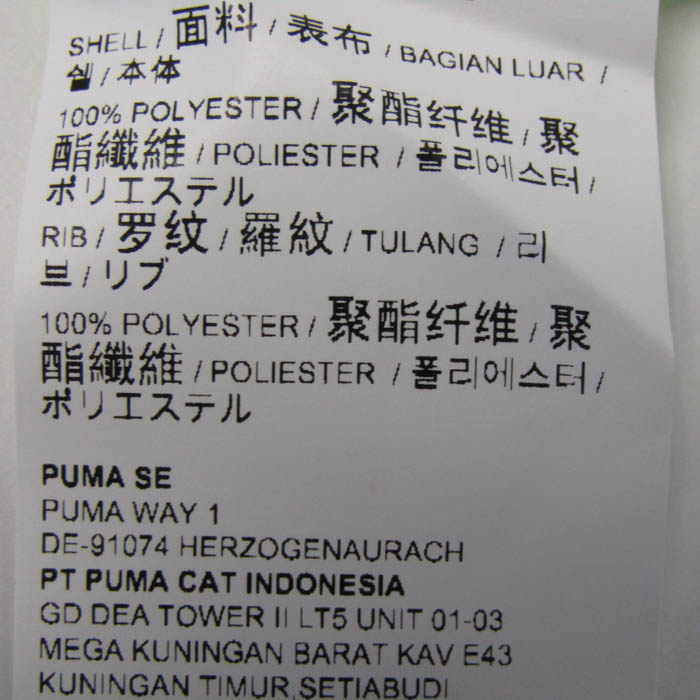 SHELL / 面料 / 表布 / BAGIAN LUAR /
쉘 / 本体
100% POLYESTER / 聚酯纤维 / 聚
酯纖維 / POLIESTER / 폴리에스터 /
ポリエステル
RIB / 罗纹 / 羅紋 / TULANG / 리
브 / リブ
100% POLYESTER / 聚酯纤维 / 聚
酯纖維 / POLIESTER / 폴리에스터 /
ポリエステル
PUMA SE
PUMA WAY 1
DE-91074 HERZOGENAURACH
PT PUMA CAT INDONESIA
GD DEA TOWER II LT5 UNIT 01-03
MEGA KUNINGAN BARAT KAV E43
KUNINGAN TIMUR,SETIABUDI